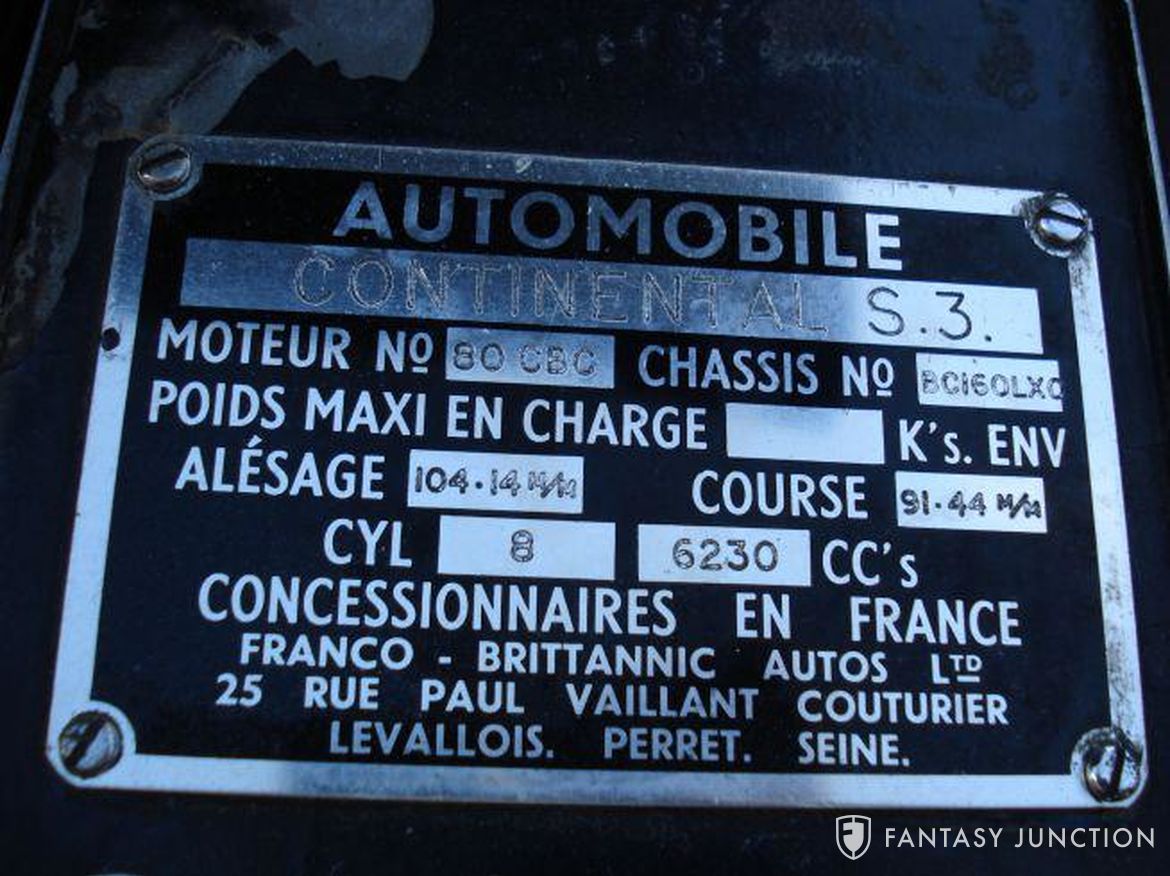 AUTOMOBILE
CONTINENTAL S.3.
MOTEUR Nº 80 CBC CHASSIS Nº BC160LXC
POIDS MAXI EN CHARGE K's. ENV
ALÉSAGE 104.14 M/M COURSE 91.44 M/M
CYL 8 6230 CC's
CONCESSIONNAIRES EN FRANCE
FRANCO - BRITTANNIC AUTOS LTD
25 RUE PAUL VAILLANT COUTURIER
LEVALLOIS. PERRET. SEINE.
FANTASY JUNCTION